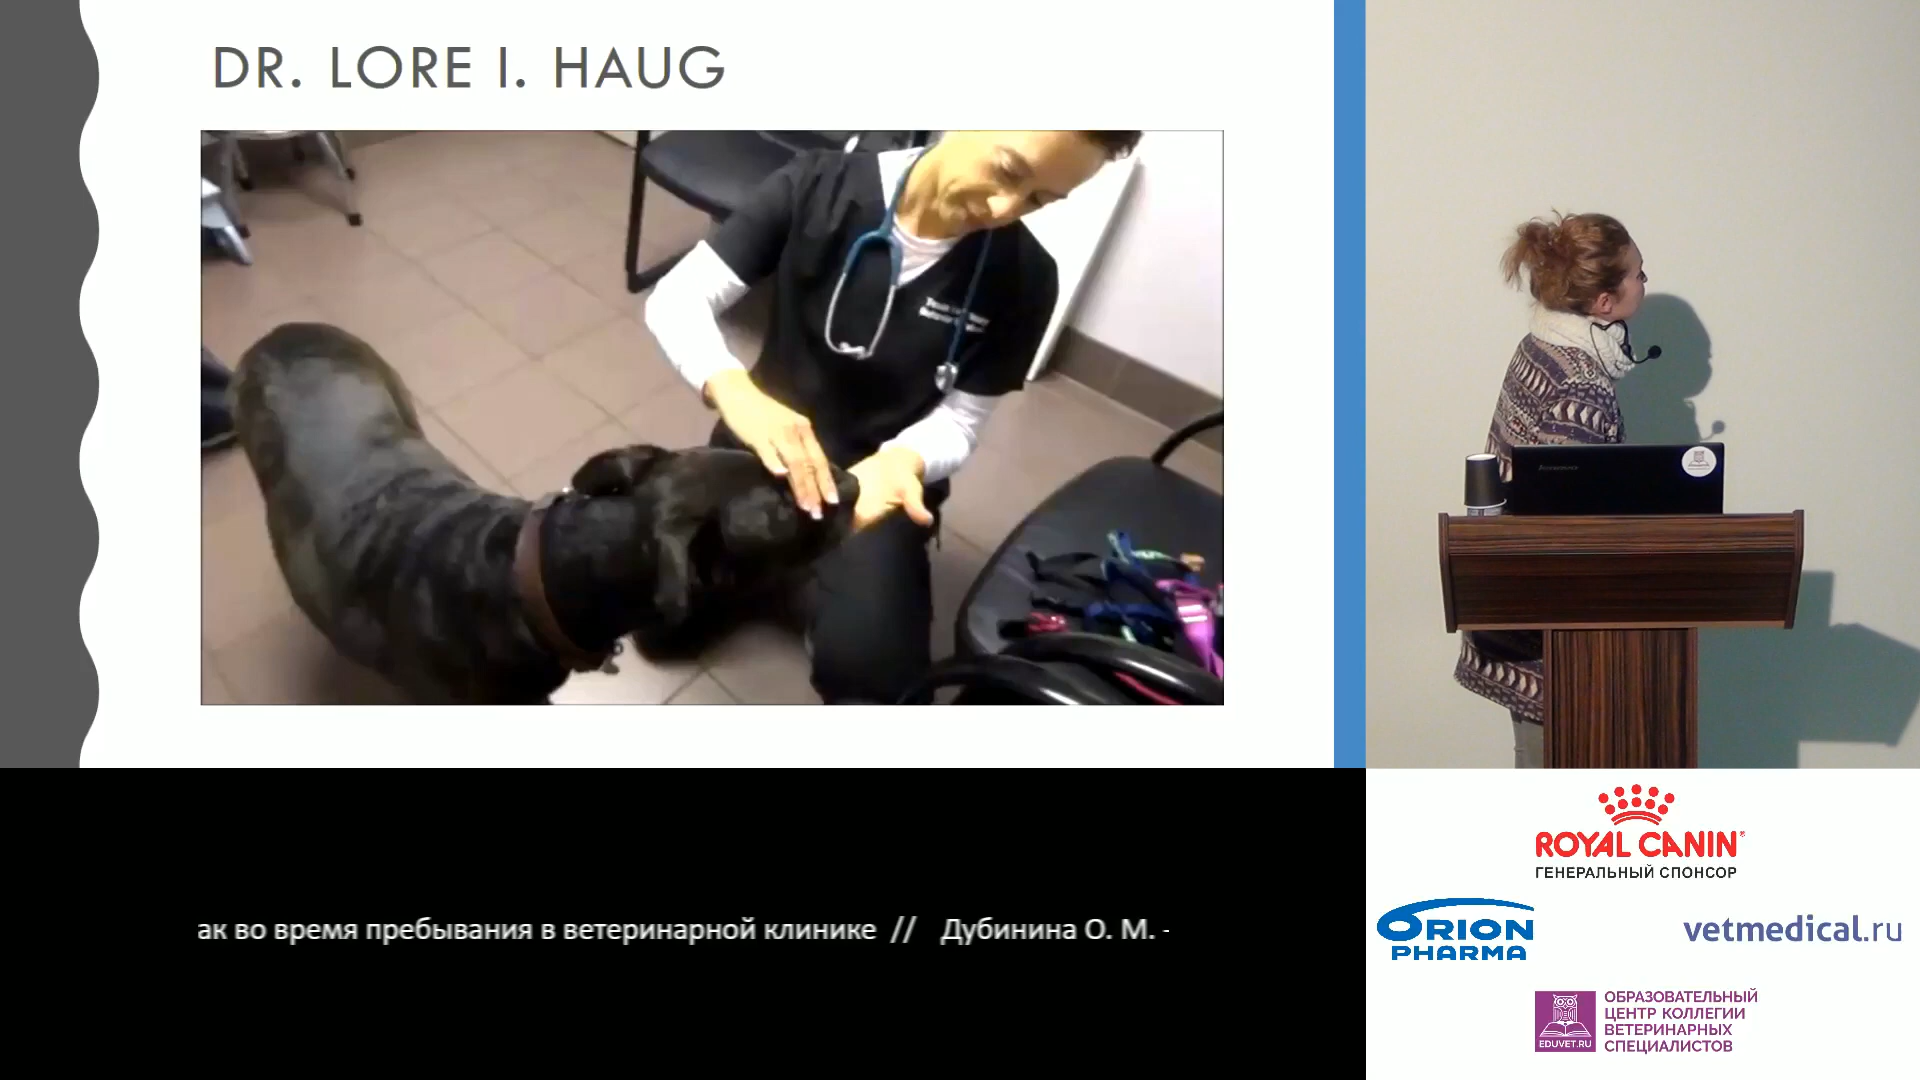 DR. LORE I. HAUG
lenovo
ак во время пребывания в ветеринарной клинике // Дубинина О. М. -
ROYAL CANIN
ГЕНЕРАЛЬНЫЙ СПОНСОР
ORION
PHARMA
vetmedical.ru
EDUVET.RU
ОБРАЗОВАТЕЛЬНЫЙ
ЦЕНТР КОЛЛЕГИИ
ВЕТЕРИНАРНЫХ
СПЕЦИАЛИСТОВ